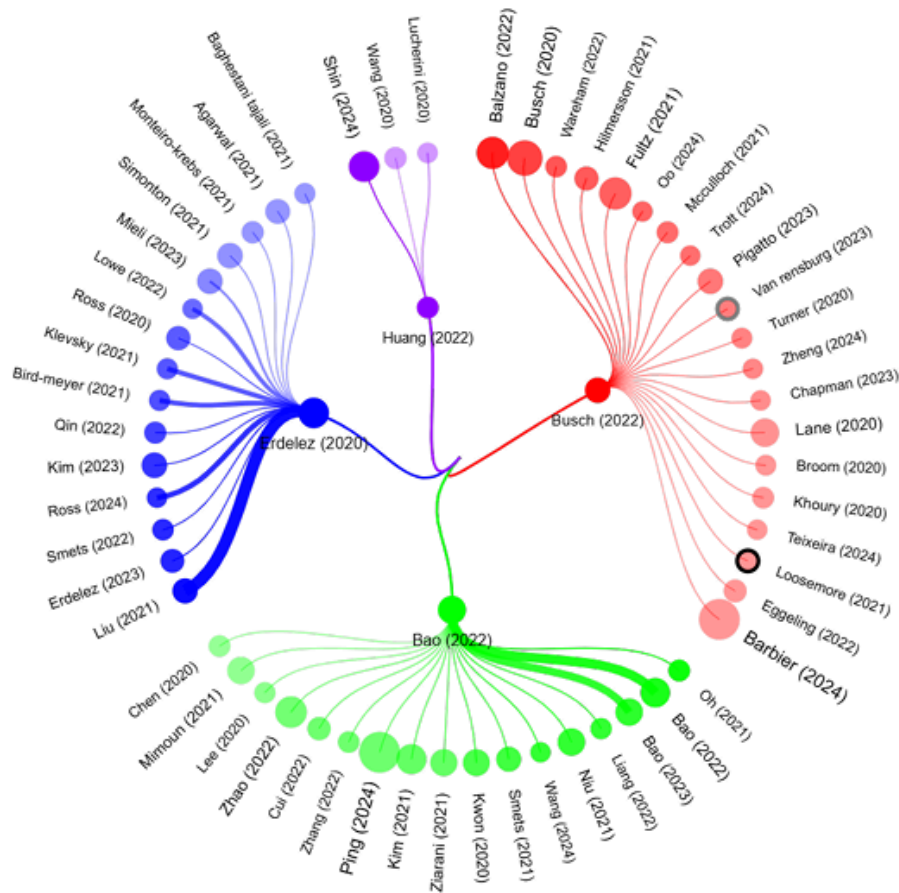 Baghestani tajali (2021)
Agarwal (2021)
Monteiro-krebs (2021)
Simonton (2021)
Mieli (2023)
Lowe (2022)
Ross (2020)
Klevsky (2021)
Bird-meyer (2021)
Qin (2022)
Kim (2023)
Ross (2024)
Smets (2022)
Erdelez (2023)
Liu (2021)
Erdelez (2020)
Shin (2024)
Wang (2020)
Lucherini (2020)
Huang (2022)
Balzano (2022)
Busch (2020)
Wareham (2022)
Hilmersson (2021)
Fultz (2021)
Oo (2024)
Mcculloch (2021)
Trott (2024)
Pigatto (2023)
Van rensburg (2023)
Turner (2020)
Zheng (2024)
Chapman (2023)
Lane (2020)
Broom (2020)
Khoury (2020)
Teixeira (2024)
Loosemore (2021)
Eggeling (2022)
Barbier (2024)
Busch (2022)
Bao (2022)
Chen (2020)
Mimoun (2021)
Lee (2020)
Zhao (2022)
Cui (2022)
Zhang (2022)
Ping (2024)
Kim (2021)
Ziarani (2021)
Kwon (2020)
Smets (2021)
Wang (2024)
Niu (2021)
Liang (2022)
Bao (2023)
Bao (2022)
Oh (2021)